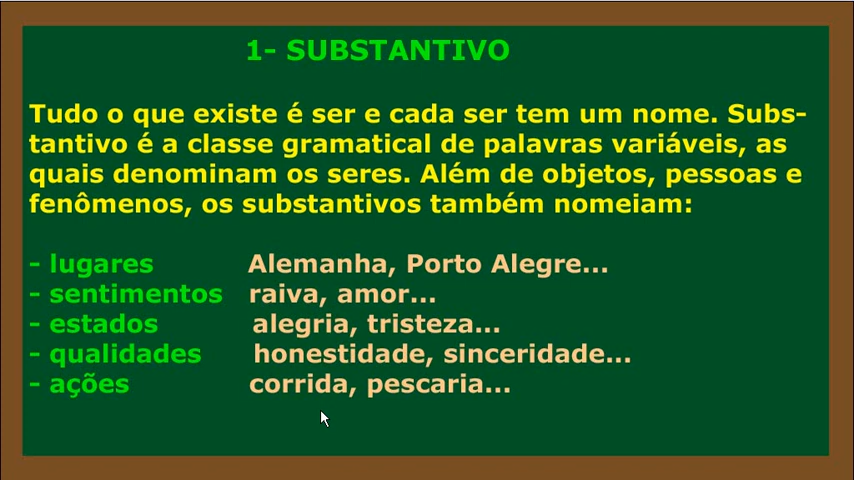 1- SUBSTANTIVO
Tudo o que existe é ser e cada ser tem um nome. Subs-
tantivo é a classe gramatical de palavras variáveis, as
quais denominam os seres. Além de objetos, pessoas e
fenômenos, os substantivos também nomeiam:
- lugares Alemanha, Porto Alegre...
- sentimentos raiva, amor...
- estados alegria, tristeza...
- qualidades honestidade, sinceridade...
- ações corrida, pescaria...